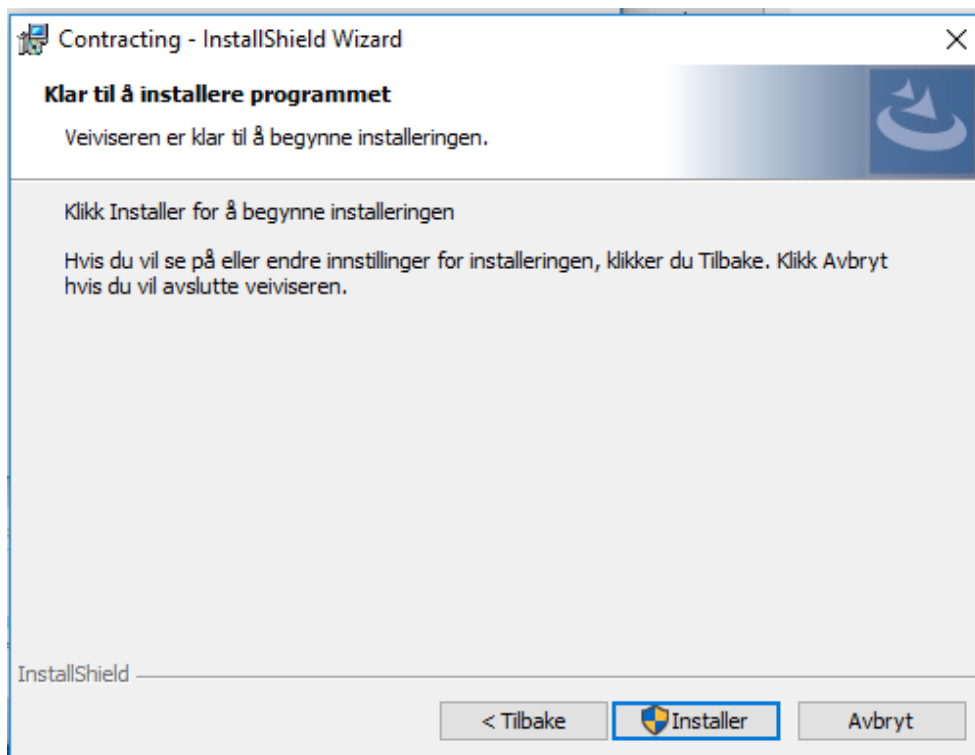 Contracting - InstallShield Wizard
Klar til å installere programmet
Veiviseren er klar til å begynne installeringen.
Klikk Installer for å begynne installeringen
Hvis du vil se på eller endre innstillinger for installeringen, klikker du Tilbake. Klikk Avbryt
hvis du vil avslutte veiviseren.
InstallShield
< Tilbake
Installer
Avbryt